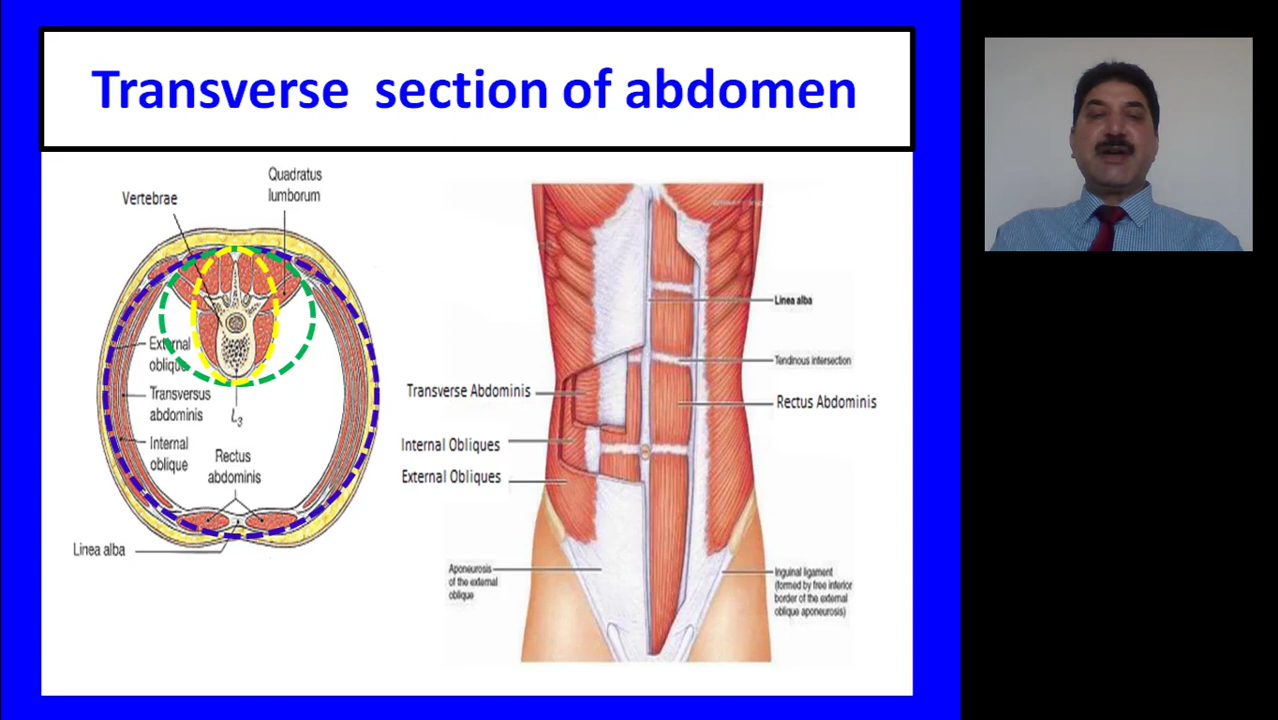 Transverse section of abdomen
Quadratus
lumborum
Vertebrae
External
oblique
Transversus
abdominis
L3
Internal
oblique
Rectus
abdominis
Linea alba
Linea alba
Tendinous intersection
Transverse Abdominis
Rectus Abdominis
Internal Obliques
External Obliques
Aponeurosis
of the external
oblique
Inguinal ligament
(formed by free inferior
border of the external
oblique aponeurosis)